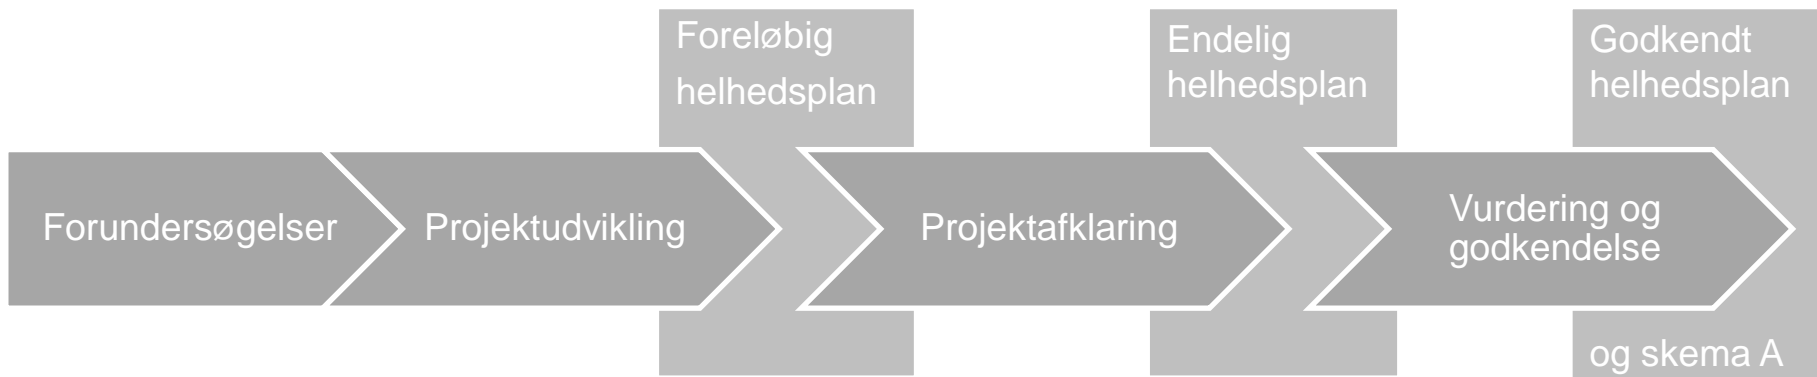 Foreløbig
helhedsplan
Endelig
helhedsplan
Godkendt
helhedsplan
Forundersøgelser
Projektudvikling
Projektafklaring
Vurdering og
godkendelse
og skema A